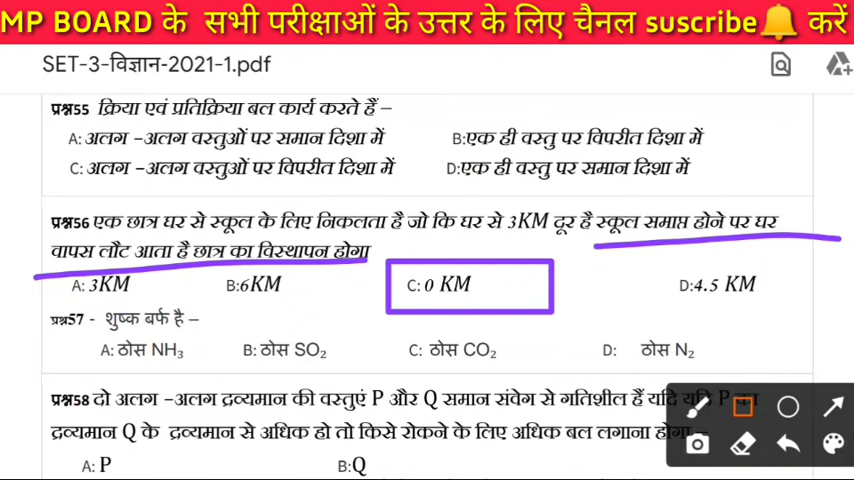 MP BOARD के सभी परीक्षाओं के उत्तर के लिए चैनल suscribe🔔 करें
SET-3-विज्ञान-2021-1.pdf
प्रश्न55 क्रिया एवं प्रतिक्रिया बल कार्य करते हैं –
A: अलग -अलग वस्तुओं पर समान दिशा में B:एक ही वस्तु पर विपरीत दिशा में
C: अलग -अलग वस्तुओं पर विपरीत दिशा में D:एक ही वस्तु पर समान दिशा में
प्रश्न56 एक छात्र घर से स्कूल के लिए निकलता है जो कि घर से 3KM दूर है स्कूल समाप्त होने पर घर
वापस लौट आता है छात्र का विस्थापन होगा
A: 3KM B:6KM C: 0 KM D:4.5 KM
प्रश्न57 - शुष्क बर्फ है –
A: ठोस NH₃ B: ठोस SO₂ C: ठोस CO₂ D: ठोस N₂
प्रश्न58 दो अलग -अलग द्रव्यमान की वस्तुएं P और Q समान संवेग से गतिशील हैं यदि यदि P का
द्रव्यमान Q के द्रव्यमान से अधिक हो तो किसे रोकने के लिए अधिक बल लगाना होगा
A: P B:Q